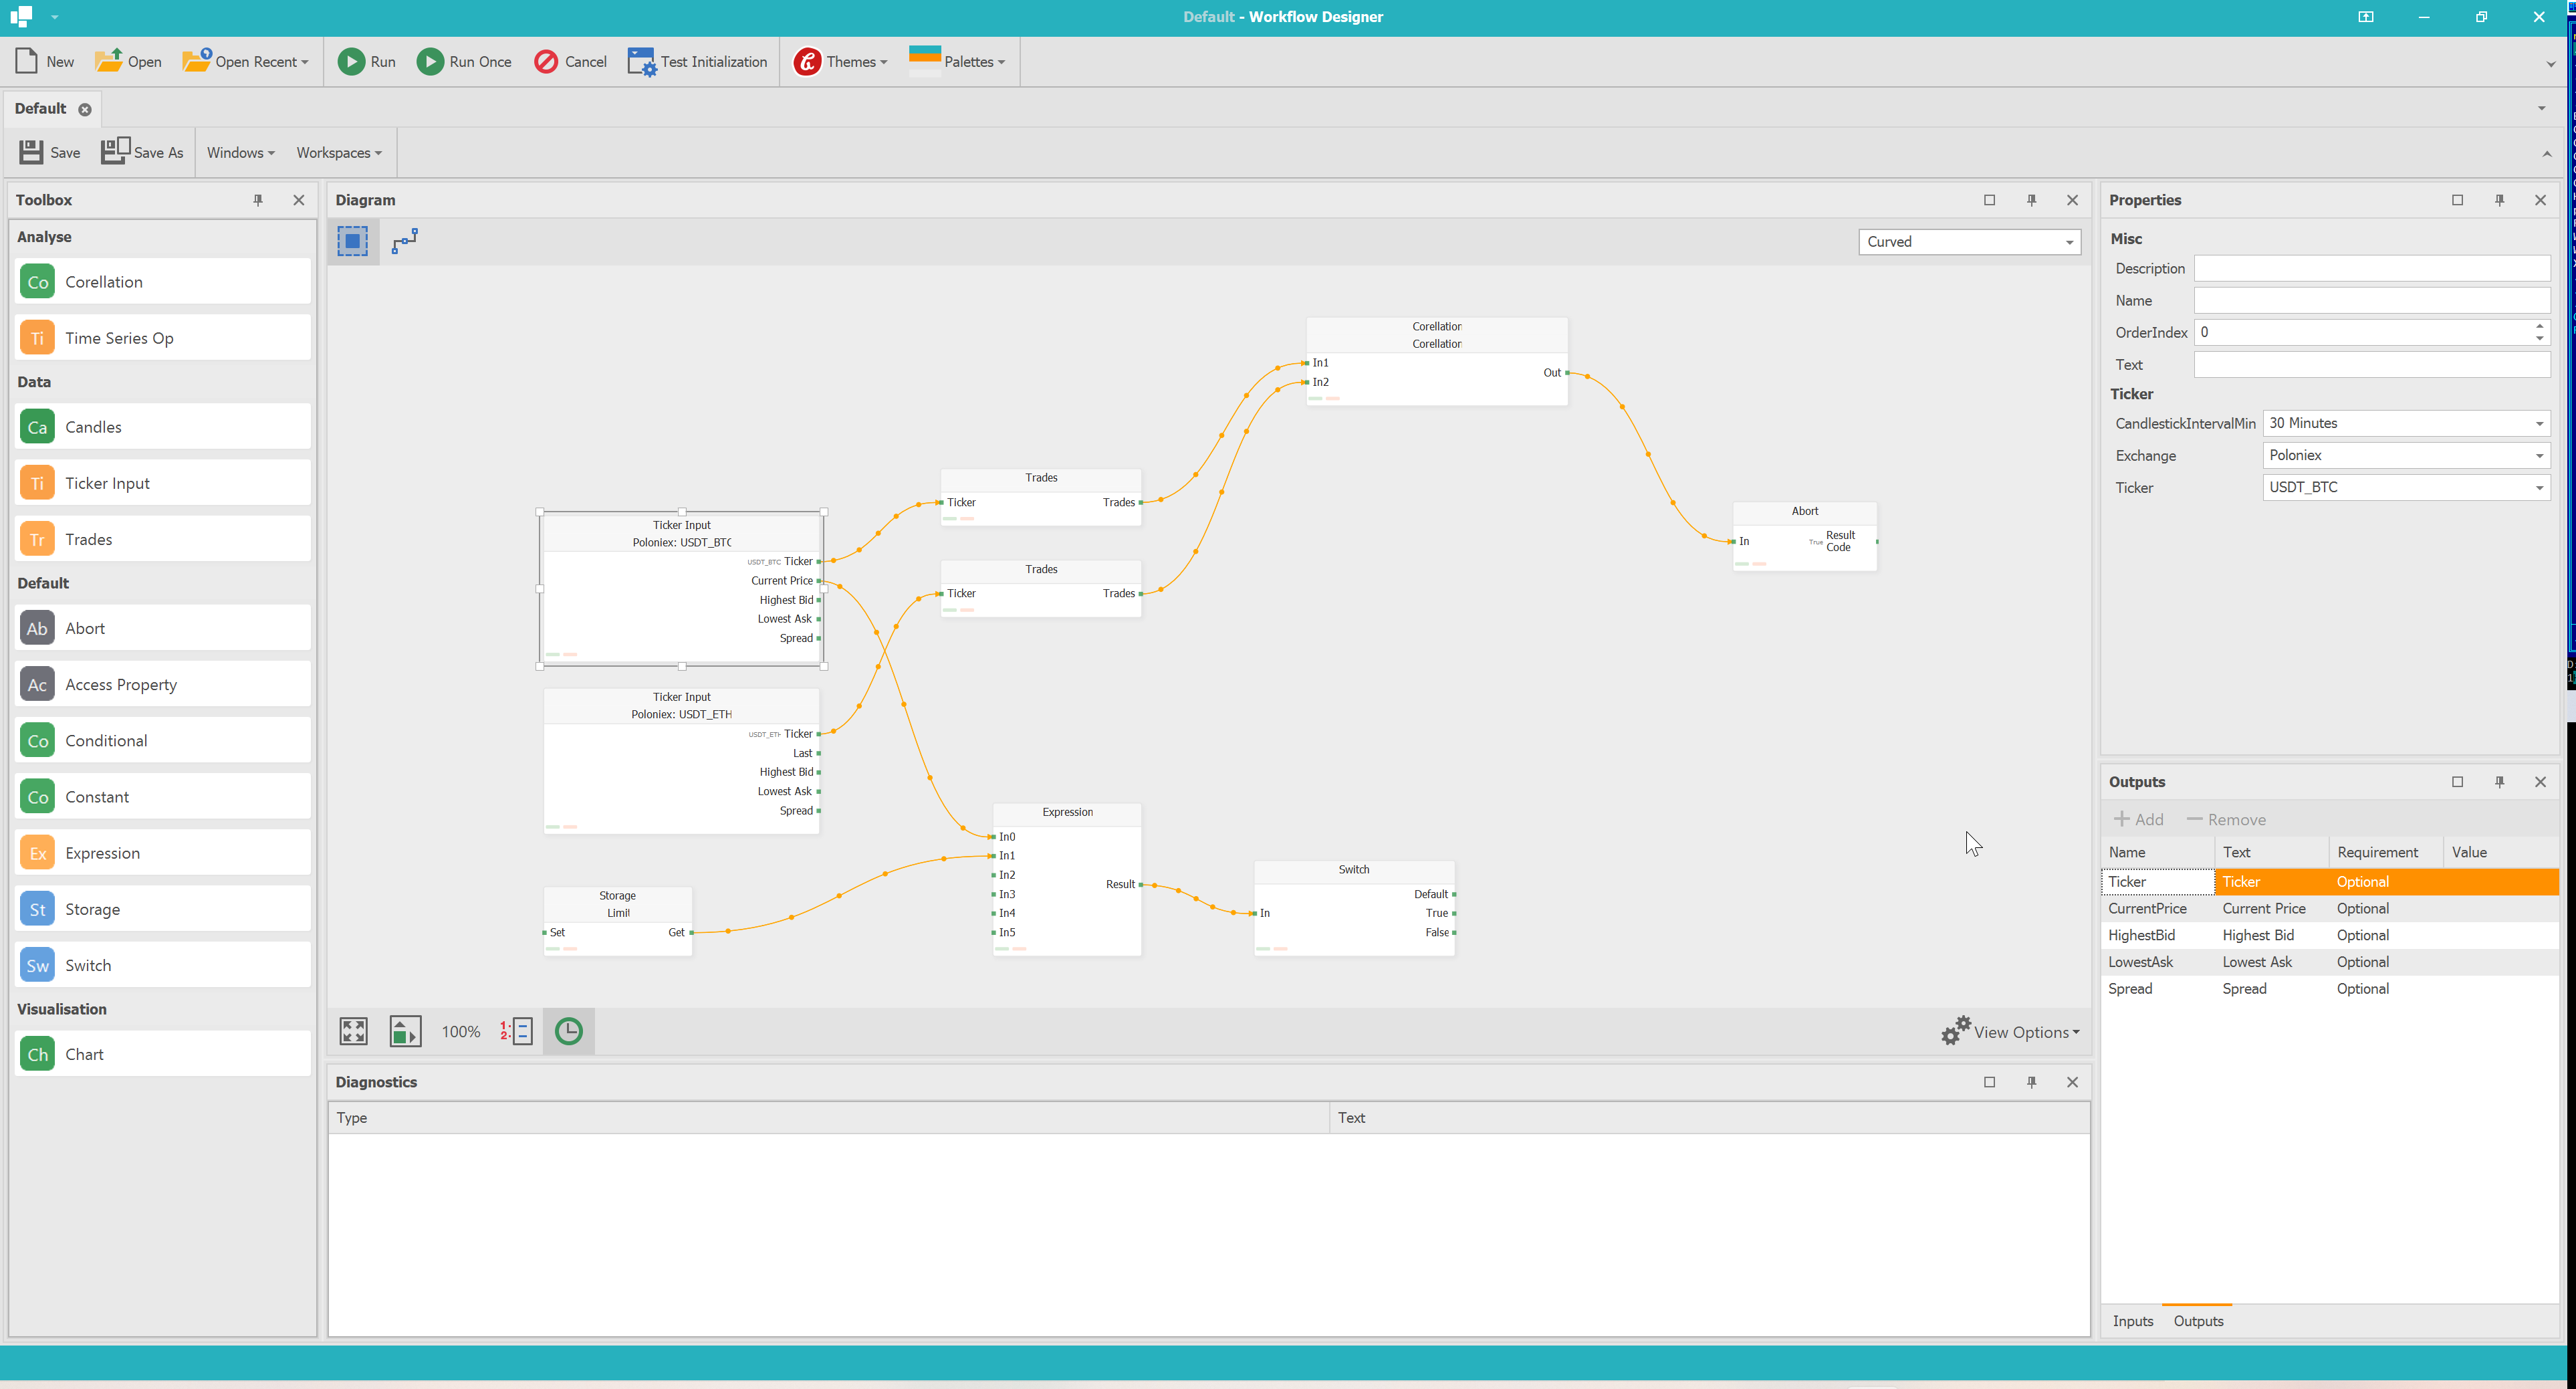 Default - Workflow Designer
New Open Open Recent Run Run Once Cancel Test Initialization Themes Palettes
Default
Save Save As Windows Workspaces
Toolbox
Analyse
Co Corellation
Ti Time Series Op
Data
Ca Candles
Ti Ticker Input
Tr Trades
Default
Ab Abort
Ac Access Property
Co Conditional
Co Constant
Ex Expression
St Storage
Sw Switch
Visualisation
Ch Chart
Diagram
Curved
Corellation
Corellation
In1
In2
Out
Trades
Ticker Trades
Ticker Input
Poloniex: USDT_BTC
USDT_BTC Ticker
Current Price
Highest Bid
Lowest Ask
Spread
Trades
Ticker Trades
Abort
In True Result
Code
Ticker Input
Poloniex: USDT_ETH
USDT_ETH Ticker
Last
Highest Bid
Lowest Ask
Spread
Expression
In0
In1
In2
In3
In4
In5
Result
Storage
Limit
Set Get
Switch
In
Default
True
False
100%
1:
2:
View Options
Diagnostics
Type Text
Properties
Misc
Description
Name
OrderIndex 0
Text
Ticker
CandlestickIntervalMin 30 Minutes
Exchange Poloniex
Ticker USDT_BTC
Outputs
Add Remove
Name Text Requirement Value
Ticker Ticker Optional
CurrentPrice Current Price Optional
HighestBid Highest Bid Optional
LowestAsk Lowest Ask Optional
Spread Spread Optional
Inputs Outputs